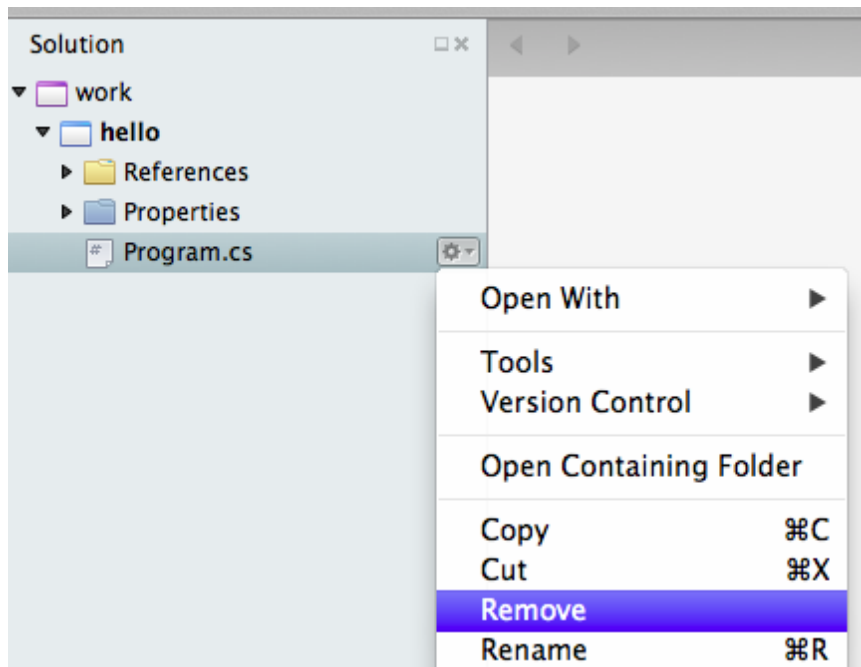 Solution
work
hello
References
Properties
Program.cs
Open With
Tools
Version Control
Open Containing Folder
Copy ⌘C
Cut ⌘X
Remove
Rename ⌘R